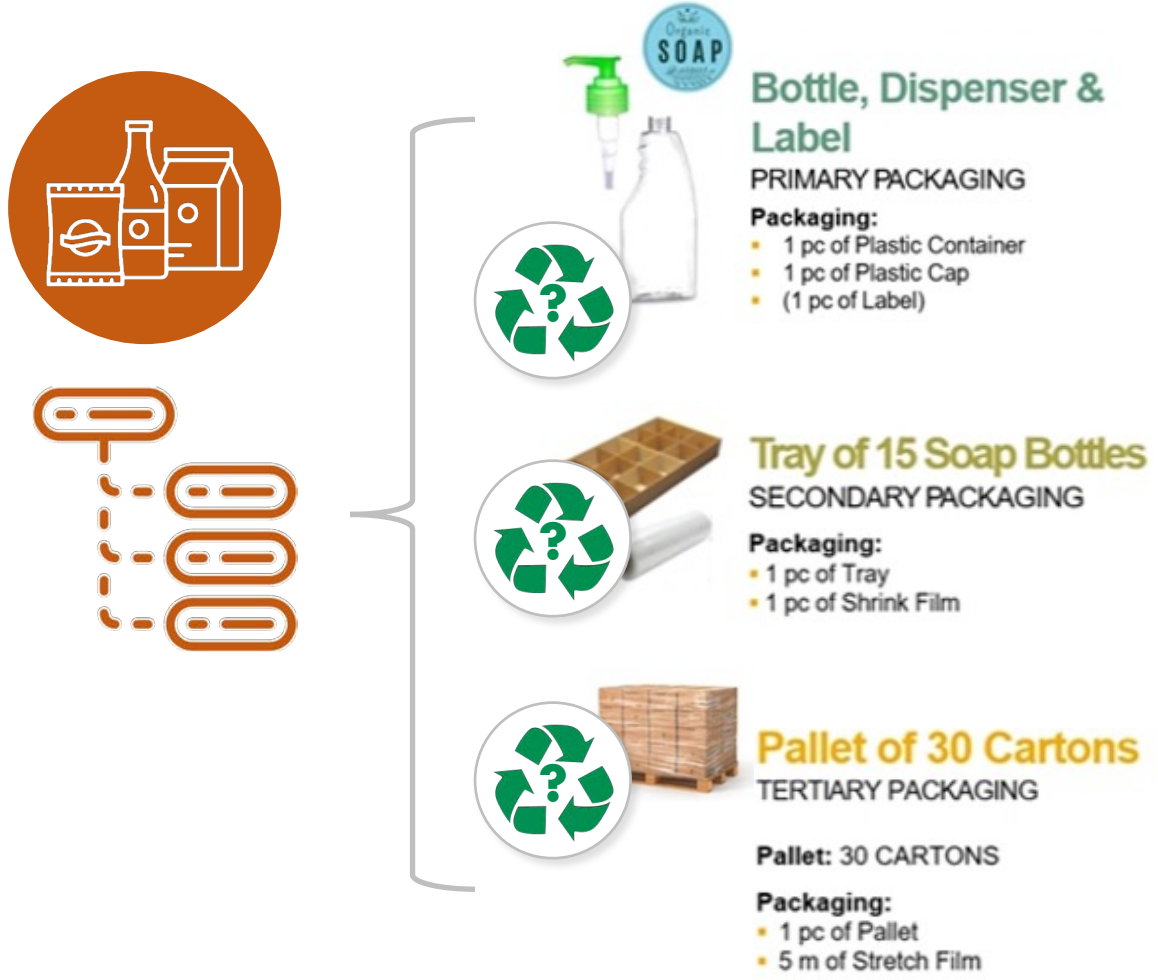 Organic
SOAP
Bottle, Dispenser &
Label
PRIMARY PACKAGING
Packaging:
▪ 1 pc of Plastic Container
▪ 1 pc of Plastic Cap
▪ (1 pc of Label)
?
Tray of 15 Soap Bottles
SECONDARY PACKAGING
Packaging:
▪ 1 pc of Tray
▪ 1 pc of Shrink Film
?
Pallet of 30 Cartons
TERTIARY PACKAGING
?
Pallet: 30 CARTONS
Packaging:
▪ 1 pc of Pallet
▪ 5 m of Stretch Film